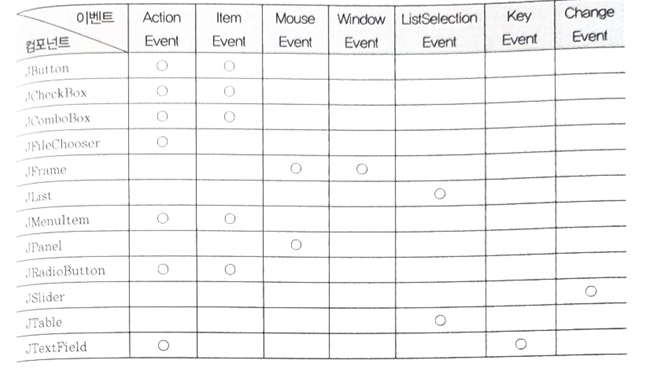 이벤트 Action Item Mouse Window ListSelection Key Change
컴포넌트 Event Event Event Event Event Event Event
JButton ○ ○
JCheckBox ○ ○
JComboBox ○ ○
JFileChooser ○
JFrame ○ ○
JList ○
JMenuItem ○ ○
JPanel ○
JRadioButton ○ ○
JSlider ○
JTable ○
JTextField ○ ○